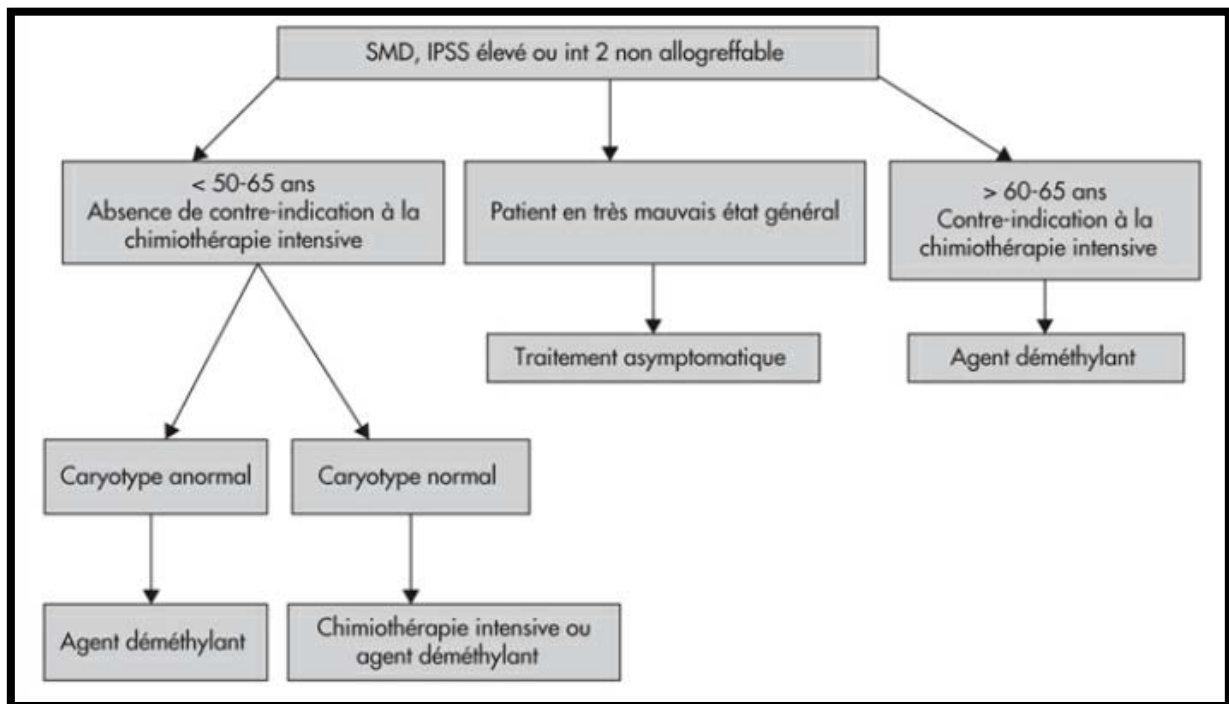 SMD, IPSS élevé ou int 2 non allogreffable
< 50-65 ans
Absence de contre-indication à la
chimiothérapie intensive
Patient en très mauvais état général
> 60-65 ans
Contre-indication à la
chimiothérapie intensive
Traitement asymptomatique
Agent déméthylant
Caryotype anormal
Caryotype normal
Agent déméthylant
Chimiothérapie intensive ou
agent déméthylant